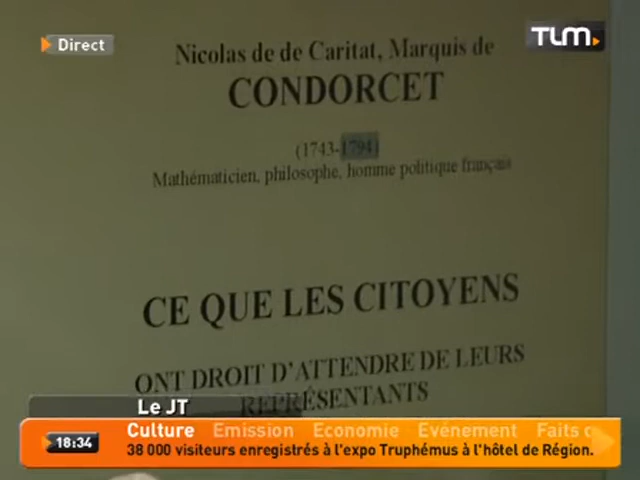 Direct
TLM.
Nicolas de de Caritat, Marquis de
CONDORCET
(1743-1794)
Mathématicien, philosophe, homme politique français
CE QUE LES CITOYENS
ONT DROIT D'ATTENDRE DE LEURS
REPRÉSENTANTS
Le JT
18:34
Culture Emission Economie Evénement Faits
38 000 visiteurs enregistrés à l'expo Truphémus à l'hôtel de Région.